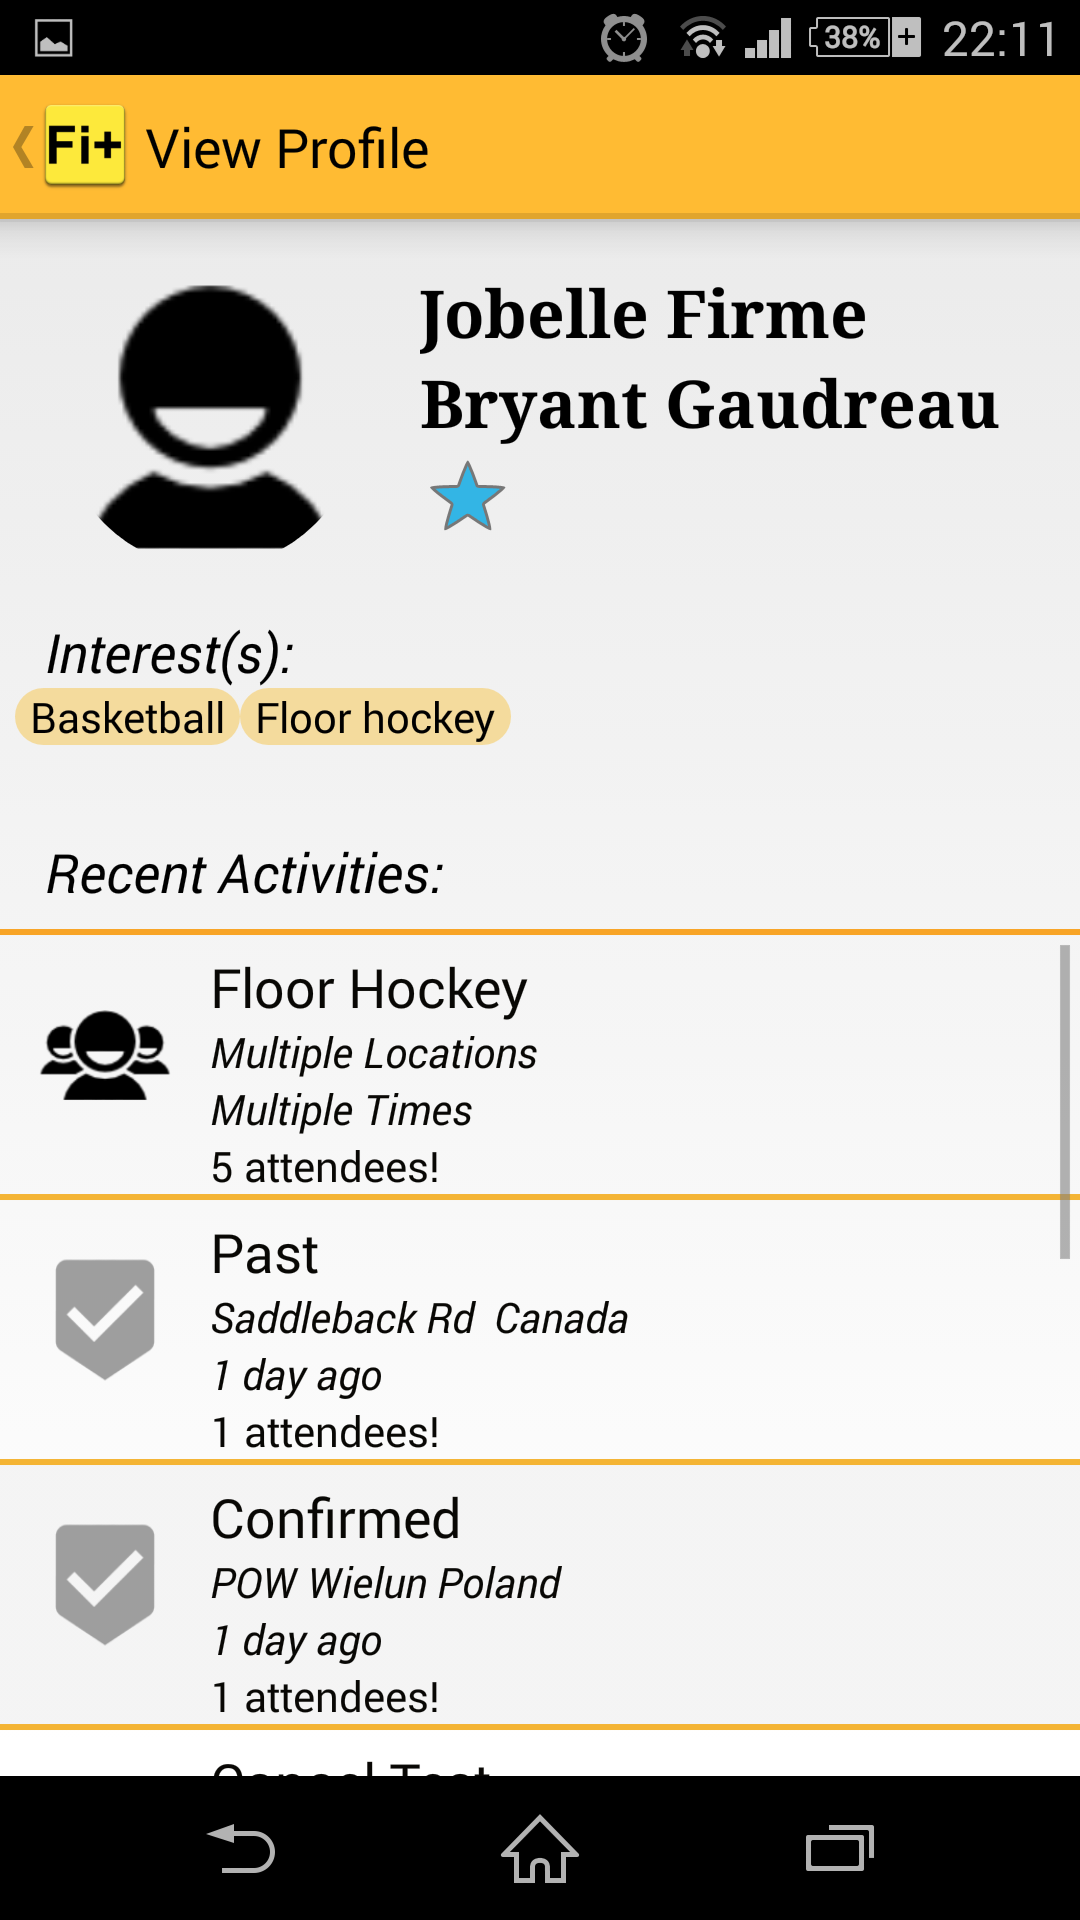 38%
22:11
Fi+ View Profile
Jobelle Firme
Bryant Gaudreau
Interest(s):
Basketball Floor hockey
Recent Activities:
Floor Hockey
Multiple Locations
Multiple Times
5 attendees!
Past
Saddleback Rd  Canada
1 day ago
1 attendees!
Confirmed
POW Wielun Poland
1 day ago
1 attendees!
Cancel Test